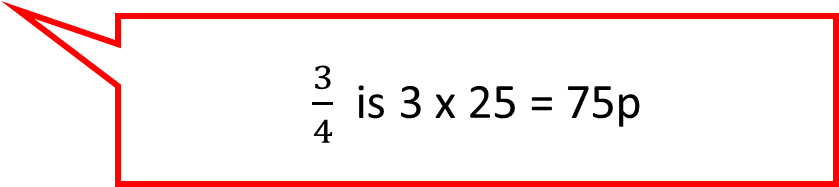 3/4 is 3 x 25 = 75p